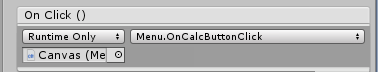 On Click ()
Runtime Only Menu.OnCalcButtonClick
Canvas (Me